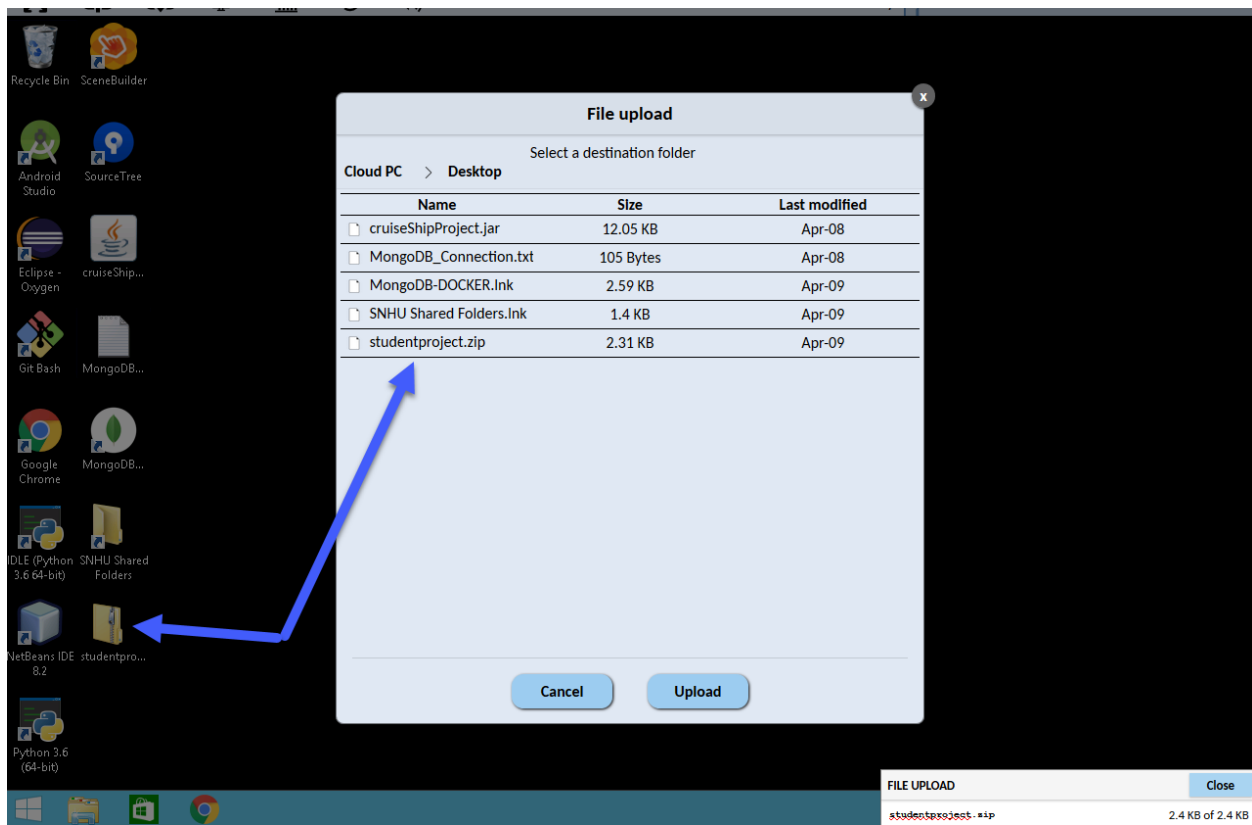 Recycle Bin SceneBuilder
File upload
x
Select a destination folder
Cloud PC > Desktop
Name Size Last modified
cruiseShipProject.jar 12.05 KB Apr-08
MongoDB_Connection.txt 105 Bytes Apr-08
MongoDB-DOCKER.lnk 2.59 KB Apr-09
SNHU Shared Folders.lnk 1.4 KB Apr-09
studentproject.zip 2.31 KB Apr-09
Android
Studio
SourceTree
Eclipse -
Oxygen
cruiseShip...
Git Bash MongoDB...
Google
Chrome
MongoDB...
IDLE (Python
3.6 64-bit)
SNHU Shared
Folders
NetBeans IDE
8.2
studentpro...
Python 3.6
(64-bit)
Cancel Upload
FILE UPLOAD Close
studentproject.zip 2.4 KB of 2.4 KB